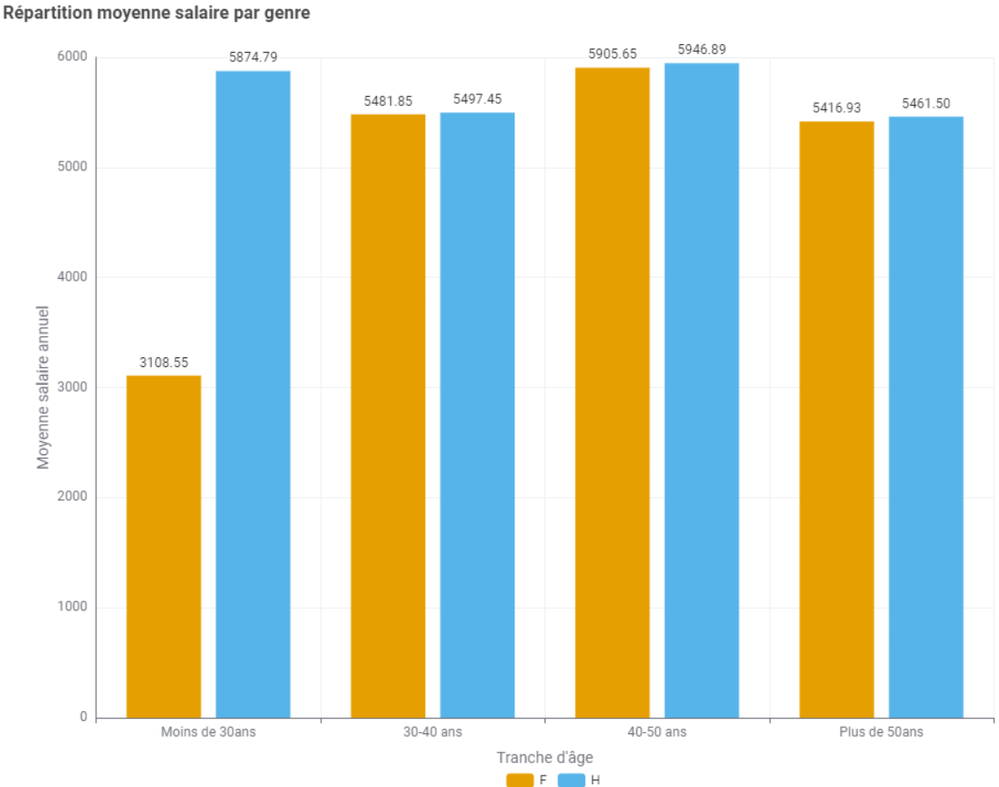 Répartition moyenne salaire par genre
6000
5000
4000
3000
2000
1000
0
Moyenne salaire annuel
3108.55
5874.79
5481.85
5497.45
5905.65
5946.89
5416.93
5461.50
Moins de 30ans
30-40 ans
40-50 ans
Plus de 50ans
Tranche d'âge
F
H